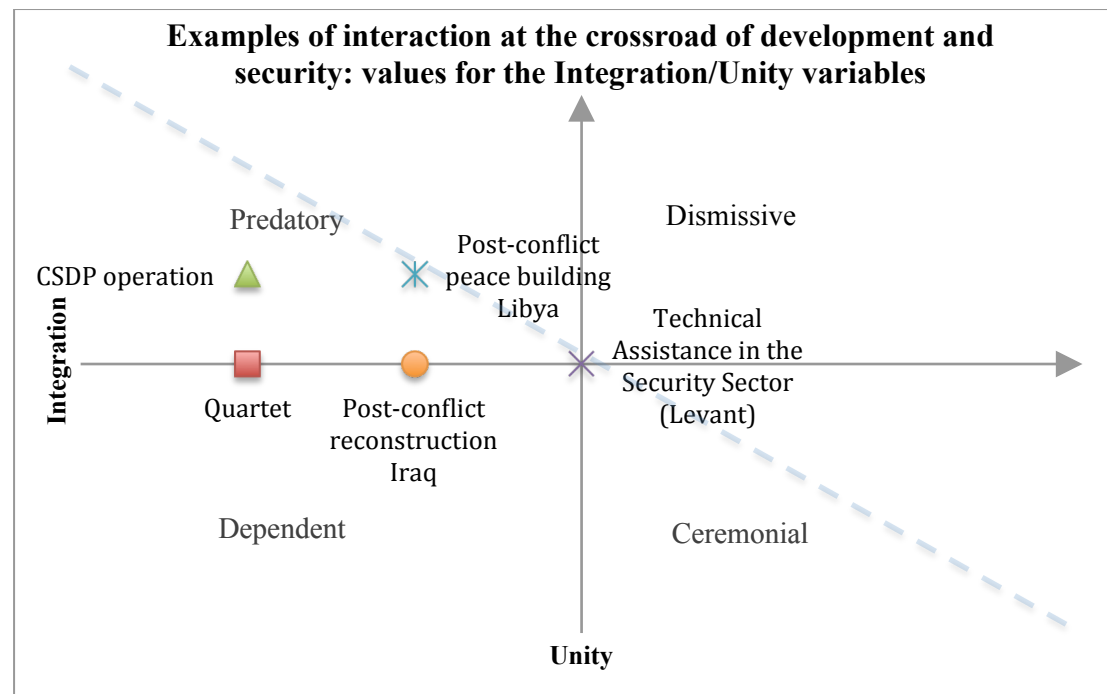 Examples of interaction at the crossroad of development and
security: values for the Integration/Unity variables
Predatory
Dismissive
CSDP operation
Post-conflict
peace building
Libya
Integration
Technical
Assistance in the
Security Sector
(Levant)
Quartet
Post-conflict
reconstruction
Iraq
Dependent
Ceremonial
Unity